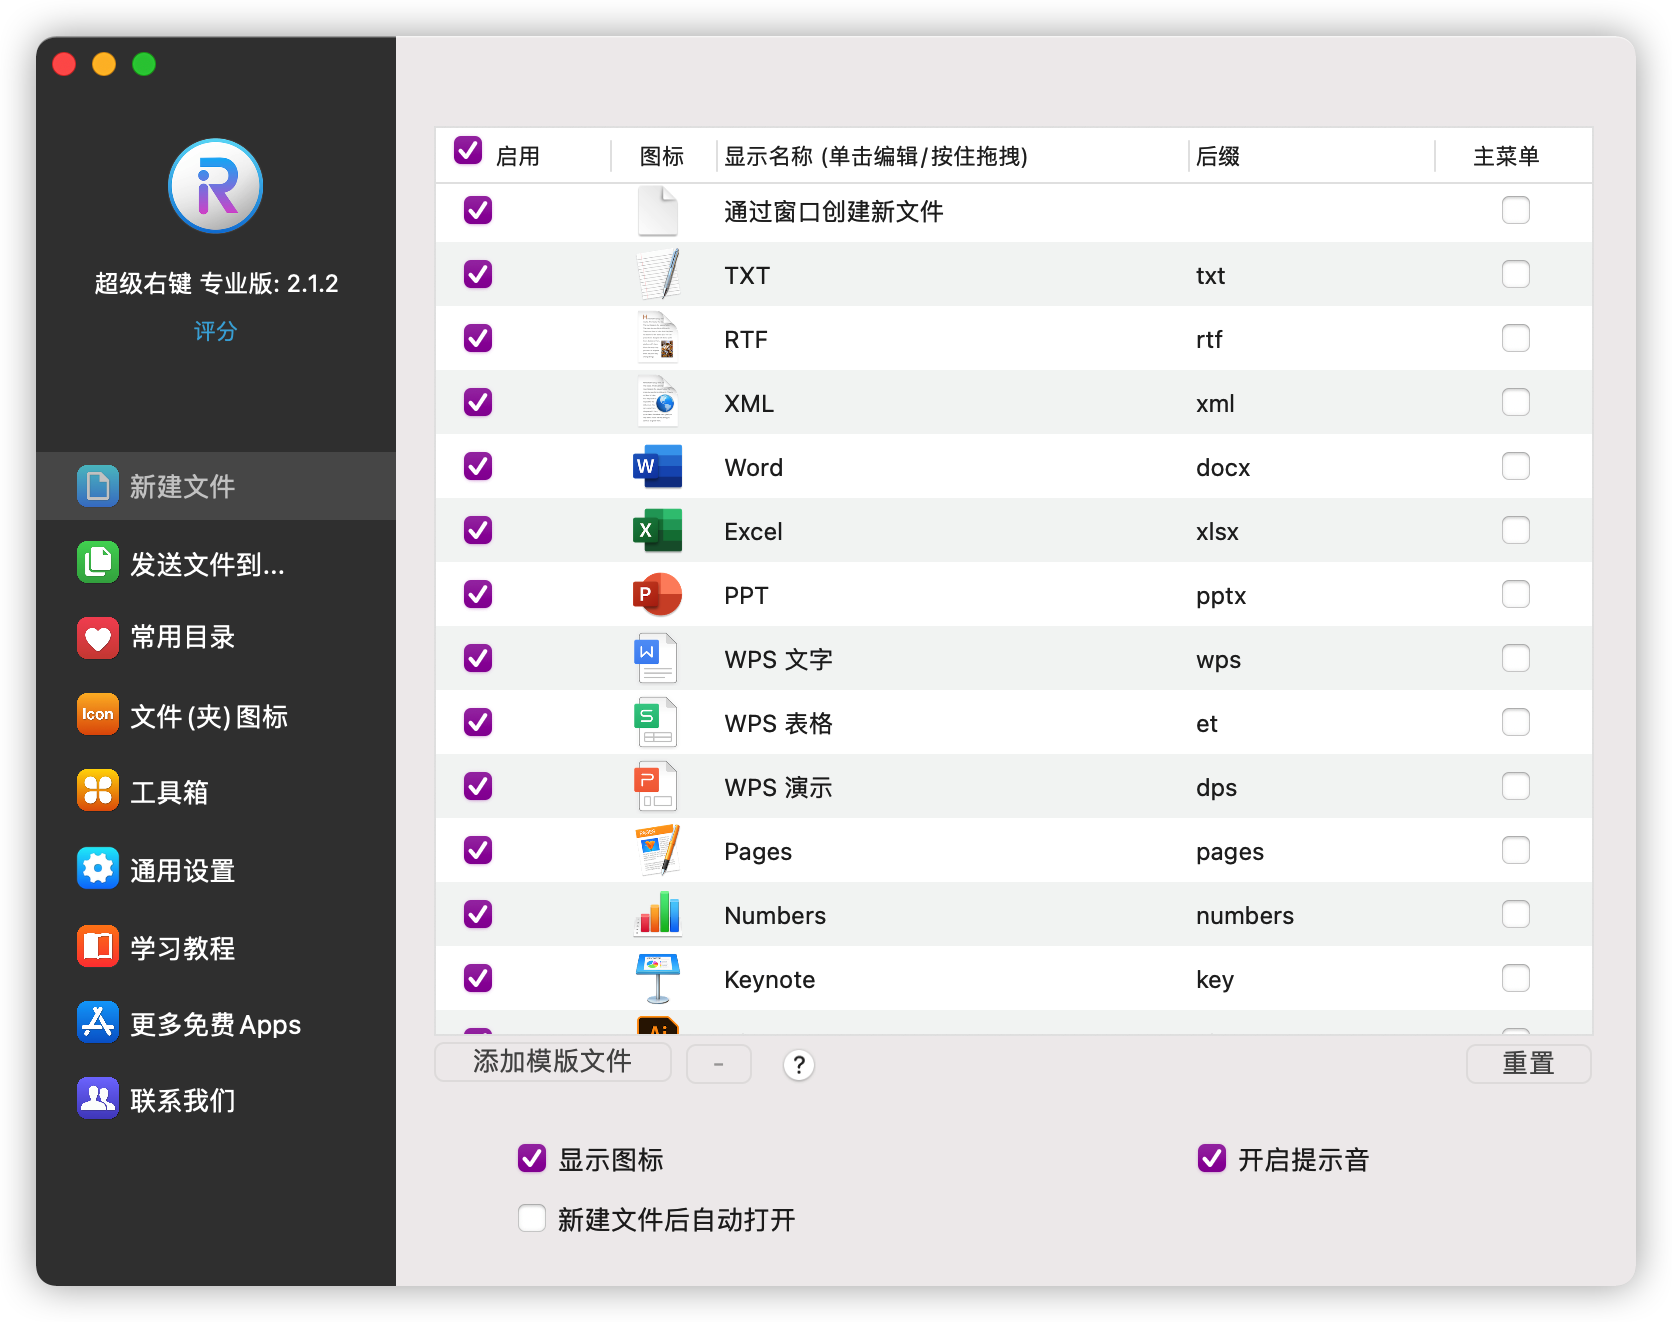 超级右键 专业版: 2.1.2
评分
新建文件
发送文件到...
常用目录
Icon 文件(夹)图标
工具箱
通用设置
学习教程
更多免费Apps
联系我们
启用 图标 显示名称 (单击编辑/按住拖拽) 后缀 主菜单
通过窗口创建新文件
TXT txt
RTF rtf
XML xml
W Word docx
X Excel xlsx
P PPT pptx
W WPS 文字 wps
S WPS 表格 et
P WPS 演示 dps
Pages pages
Numbers numbers
Keynote key
Ai
添加模版文件 - ? 重置
显示图标 开启提示音
新建文件后自动打开